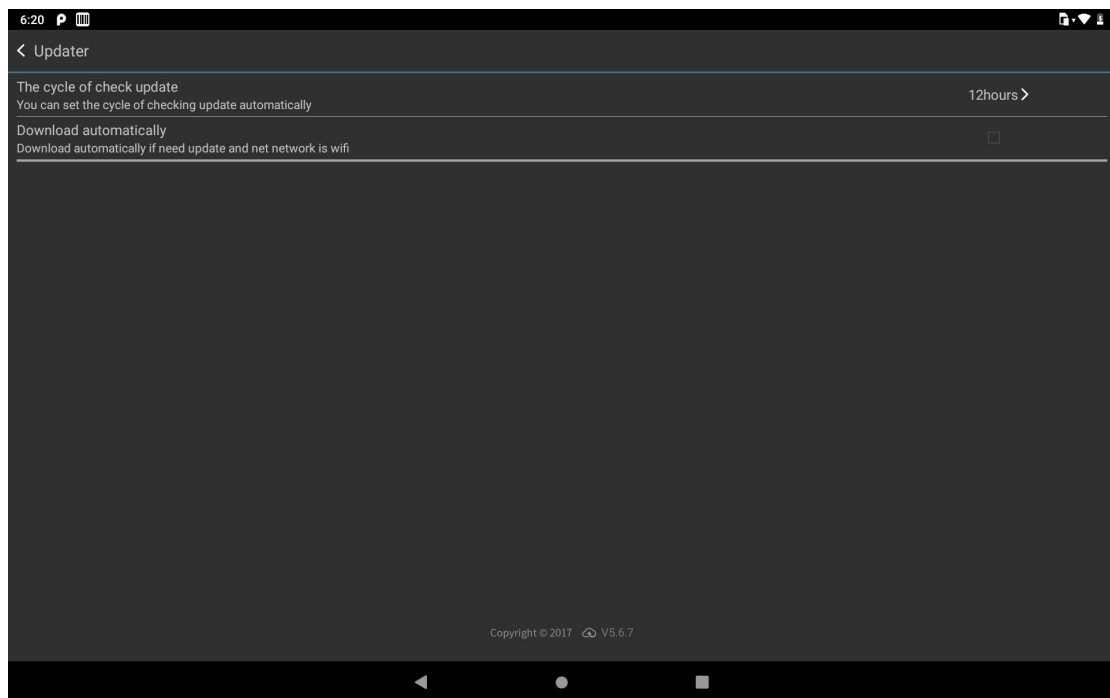 6:20
Updater
The cycle of check update
You can set the cycle of checking update automatically
12hours
Download automatically
Download automatically if need update and net network is wifi
Copyright © 2017 V5.6.7